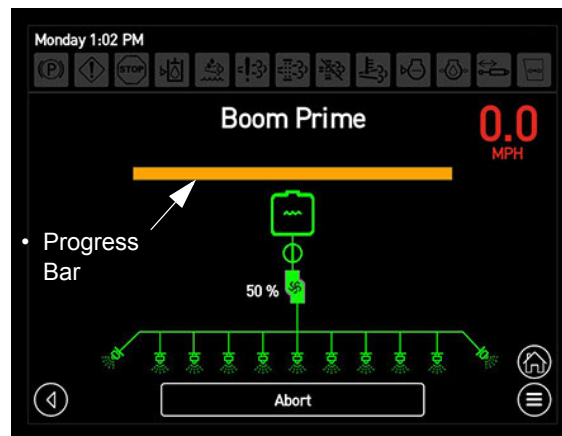 Monday 1:02 PM
(P)
STOP
Boom Prime
0.0
MPH
• Progress
Bar
50 %
Abort